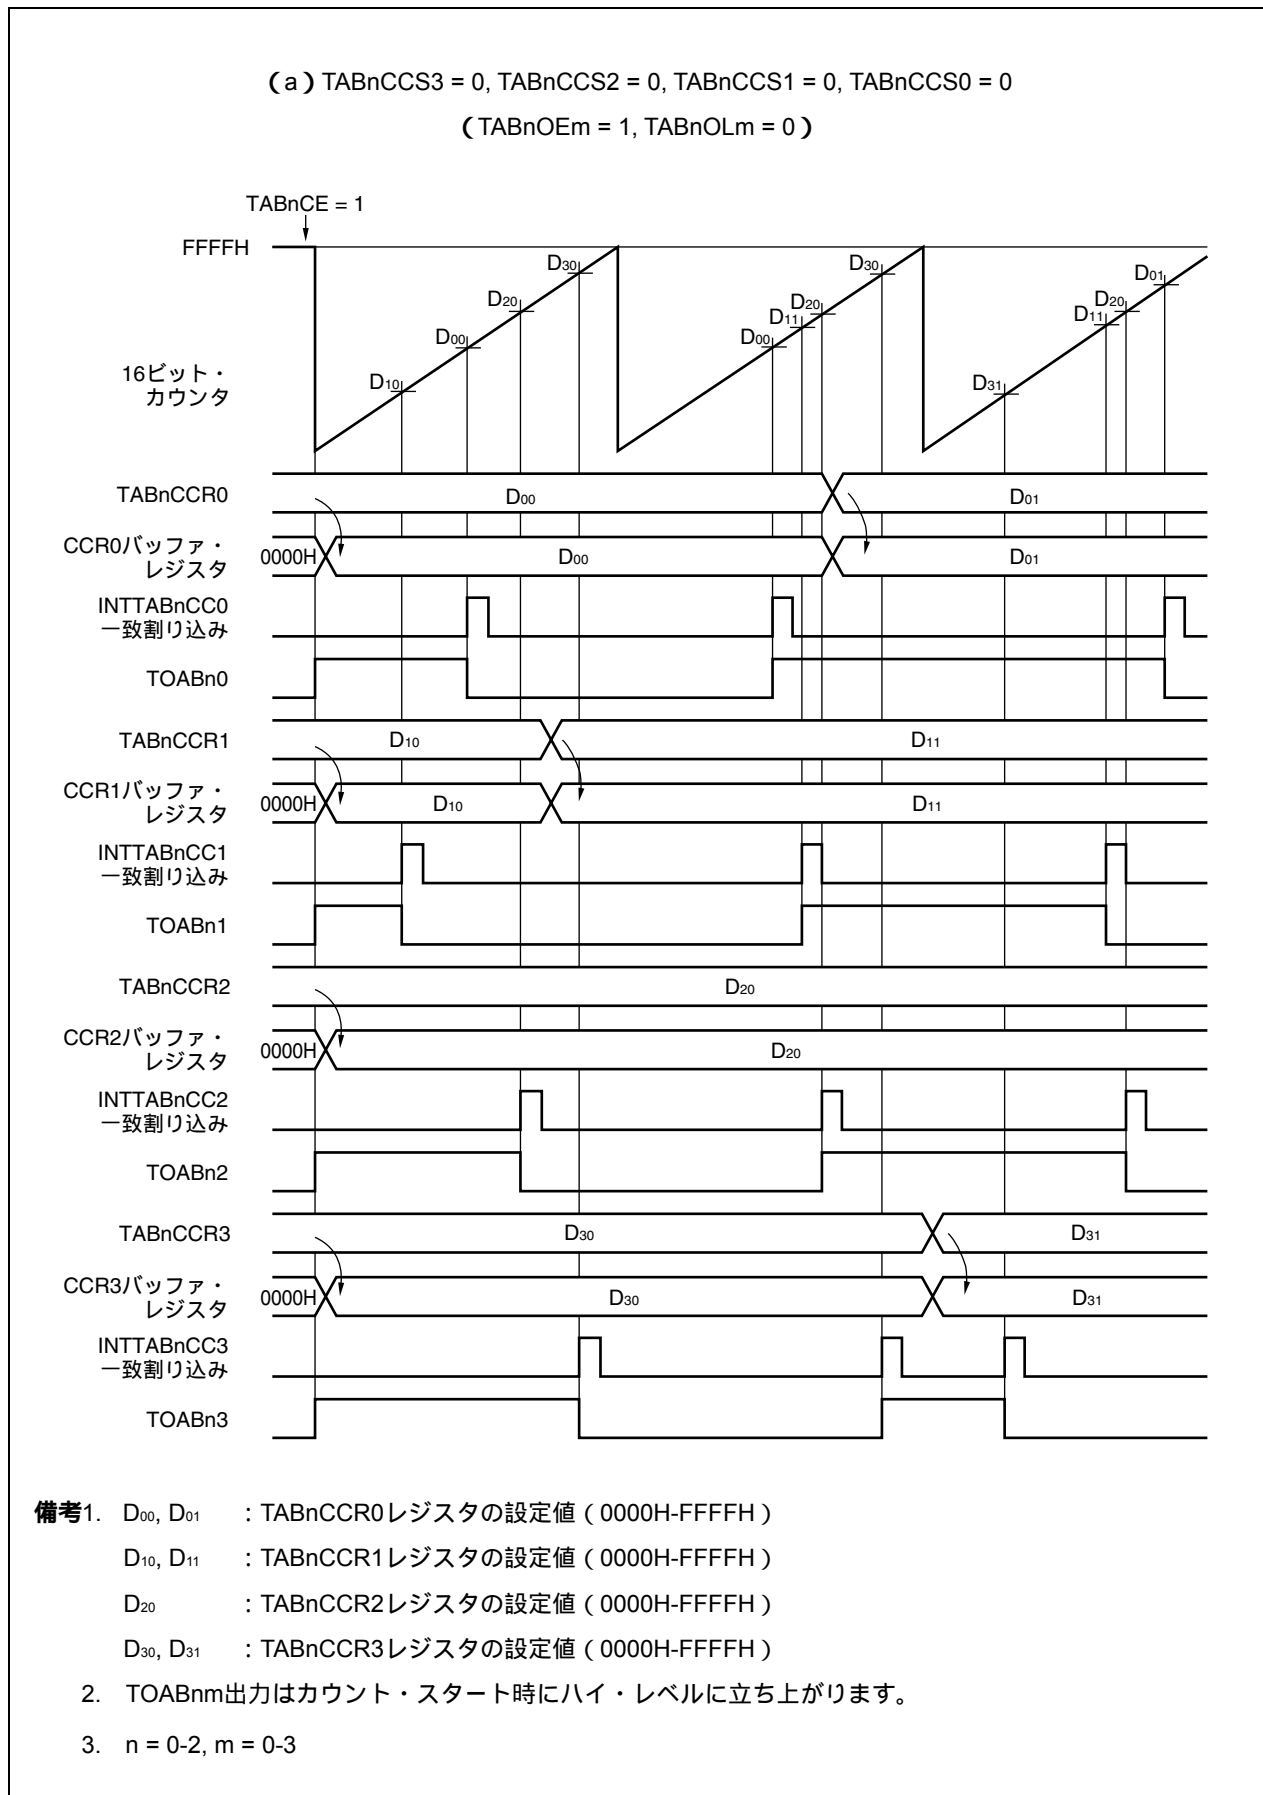 (a) TABnCCS3 = 0, TABnCCS2 = 0, TABnCCS1 = 0, TABnCCS0 = 0
(TABnOEm = 1, TABnOLm = 0)
TABnCE = 1
FFFFH
D30
D30
D01
D20
D20
D20
D11
D11
D00
D00
16ビット・
カウンタ
D10
D31
TABnCCR0
D00
D01
CCR0バッファ・
レジスタ
0000H
D00
D01
INTTABnCC0
一致割り込み
TOABn0
TABnCCR1
D10
D11
CCR1バッファ・
レジスタ
0000H
D10
D11
INTTABnCC1
一致割り込み
TOABn1
TABnCCR2
D20
CCR2バッファ・
レジスタ
0000H
D20
INTTABnCC2
一致割り込み
TOABn2
TABnCCR3
D30
D31
CCR3バッファ・
レジスタ
0000H
D30
D31
INTTABnCC3
一致割り込み
TOABn3
備考1. D00, D01 : TABnCCR0レジスタの設定値(0000H-FFFFH)
D10, D11 : TABnCCR1レジスタの設定値(0000H-FFFFH)
D20 : TABnCCR2レジスタの設定値(0000H-FFFFH)
D30, D31 : TABnCCR3レジスタの設定値(0000H-FFFFH)
2. TOABnm出力はカウント・スタート時にハイ・レベルに立ち上がります。
3. n = 0-2, m = 0-3